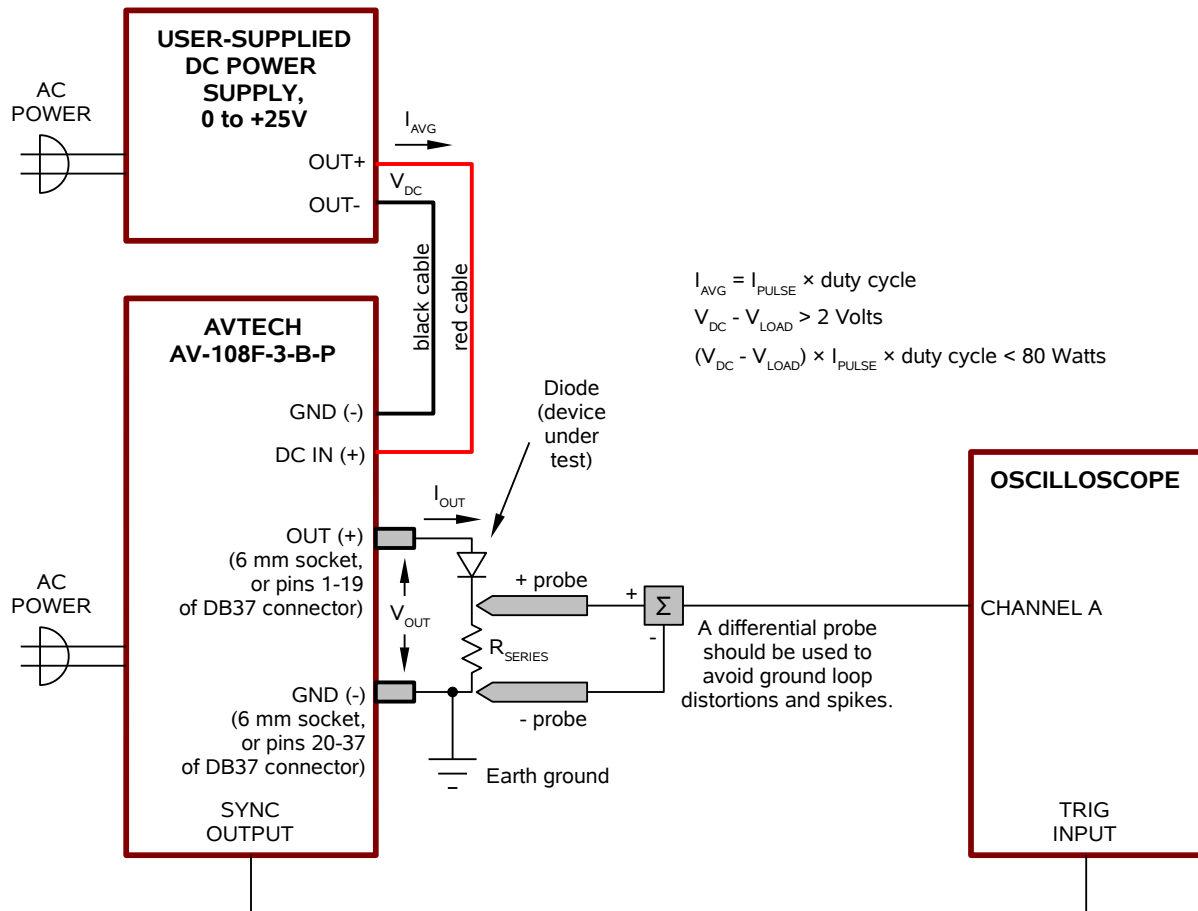 USER-SUPPLIED
DC POWER
SUPPLY,
0 to +25V
AC
POWER
I_AVG
OUT+
V_DC
OUT-
black cable
red cable
I_AVG = I_PULSE × duty cycle
V_DC - V_LOAD > 2 Volts
(V_DC - V_LOAD) × I_PULSE × duty cycle < 80 Watts
AVTECH
AV-108F-3-B-P
GND (-)
DC IN (+)
Diode
(device
under
test)
OSCILLOSCOPE
I_OUT
OUT (+)
(6 mm socket,
or pins 1-19
of DB37 connector)
AC
POWER
V_OUT
+ probe
+
Σ
-
CHANNEL A
R_SERIES
A differential probe
should be used to
avoid ground loop
distortions and spikes.
GND (-)
(6 mm socket,
or pins 20-37
of DB37 connector)
- probe
Earth ground
SYNC
OUTPUT
TRIG
INPUT